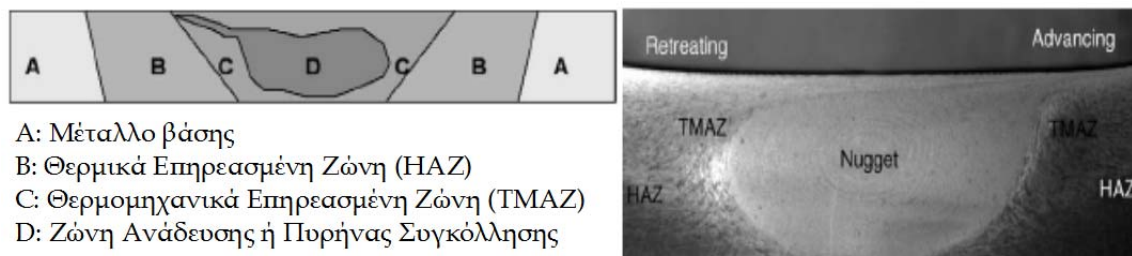 A B C D C B A
A: Μέταλλο βάσης
B: Θερμικά Επηρεασμένη Ζώνη (HAZ)
C: Θερμομηχανικά Επηρεασμένη Ζώνη (TMAZ)
D: Ζώνη Ανάδευσης ή Πυρήνας Συγκόλλησης
Retreating Advancing
TMAZ TMAZ
Nugget
HAZ HAZ